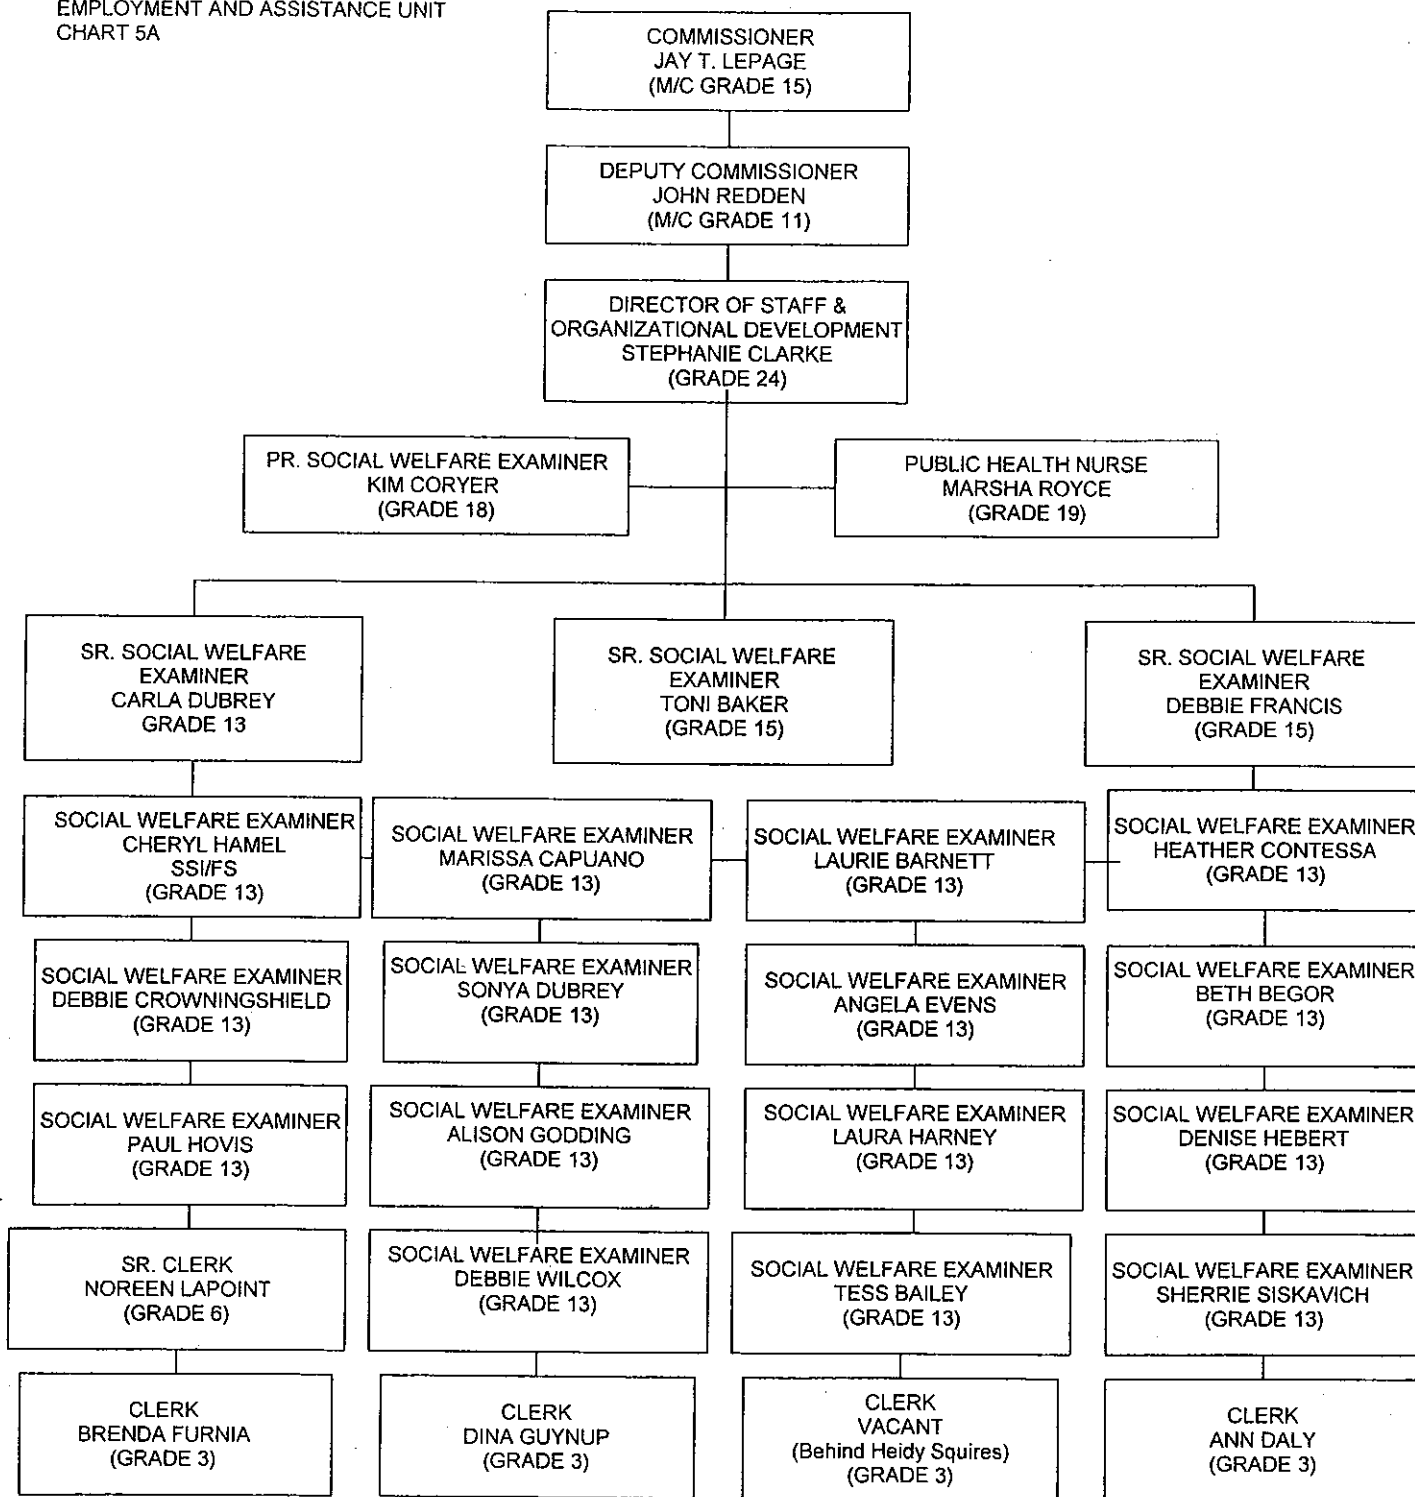 EMPLOYMENT AND ASSISTANCE UNIT
CHART 5A
COMMISSIONER
JAY T. LEPAGE
(M/C GRADE 15)
DEPUTY COMMISSIONER
JOHN REDDEN
(M/C GRADE 11)
DIRECTOR OF STAFF &
ORGANIZATIONAL DEVELOPMENT
STEPHANIE CLARKE
(GRADE 24)
PR. SOCIAL WELFARE EXAMINER
KIM CORYER
(GRADE 18)
PUBLIC HEALTH NURSE
MARSHA ROYCE
(GRADE 19)
SR. SOCIAL WELFARE
EXAMINER
CARLA DUBREY
GRADE 13
SR. SOCIAL WELFARE
EXAMINER
TONI BAKER
(GRADE 15)
SR. SOCIAL WELFARE
EXAMINER
DEBBIE FRANCIS
(GRADE 15)
SOCIAL WELFARE EXAMINER
CHERYL HAMEL
SSI/FS
(GRADE 13)
SOCIAL WELFARE EXAMINER
MARISSA CAPUANO
(GRADE 13)
SOCIAL WELFARE EXAMINER
LAURIE BARNETT
(GRADE 13)
SOCIAL WELFARE EXAMINER
HEATHER CONTESSA
(GRADE 13)
SOCIAL WELFARE EXAMINER
DEBBIE CROWNINGSHIELD
(GRADE 13)
SOCIAL WELFARE EXAMINER
SONYA DUBREY
(GRADE 13)
SOCIAL WELFARE EXAMINER
ANGELA EVENS
(GRADE 13)
SOCIAL WELFARE EXAMINER
BETH BEGOR
(GRADE 13)
SOCIAL WELFARE EXAMINER
PAUL HOVIS
(GRADE 13)
SOCIAL WELFARE EXAMINER
ALISON GODDING
(GRADE 13)
SOCIAL WELFARE EXAMINER
LAURA HARNEY
(GRADE 13)
SOCIAL WELFARE EXAMINER
DENISE HEBERT
(GRADE 13)
SR. CLERK
NOREEN LAPOINT
(GRADE 6)
SOCIAL WELFARE EXAMINER
DEBBIE WILCOX
(GRADE 13)
SOCIAL WELFARE EXAMINER
TESS BAILEY
(GRADE 13)
SOCIAL WELFARE EXAMINER
SHERRIE SISKAVICH
(GRADE 13)
CLERK
BRENDA FURNIA
(GRADE 3)
CLERK
DINA GUYNUP
(GRADE 3)
CLERK
VACANT
(Behind Heidy Squires)
(GRADE 3)
CLERK
ANN DALY
(GRADE 3)